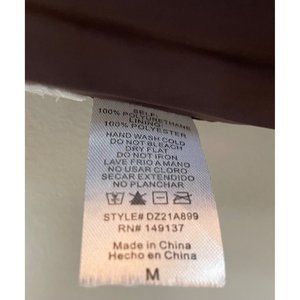 SELF
100% POLYURETHANE
LINING
100% POLYESTER
HAND WASH COLD
DO NOT BLEACH
DRY FLAT
DO NOT IRON
LAVE FRIO A MANO
NO USAR CLORO
SECAR EXTENDIDO
NO PLANCHAR
STYLE# DZ21A899
RN# 149137
Made in China
Hecho en China
M